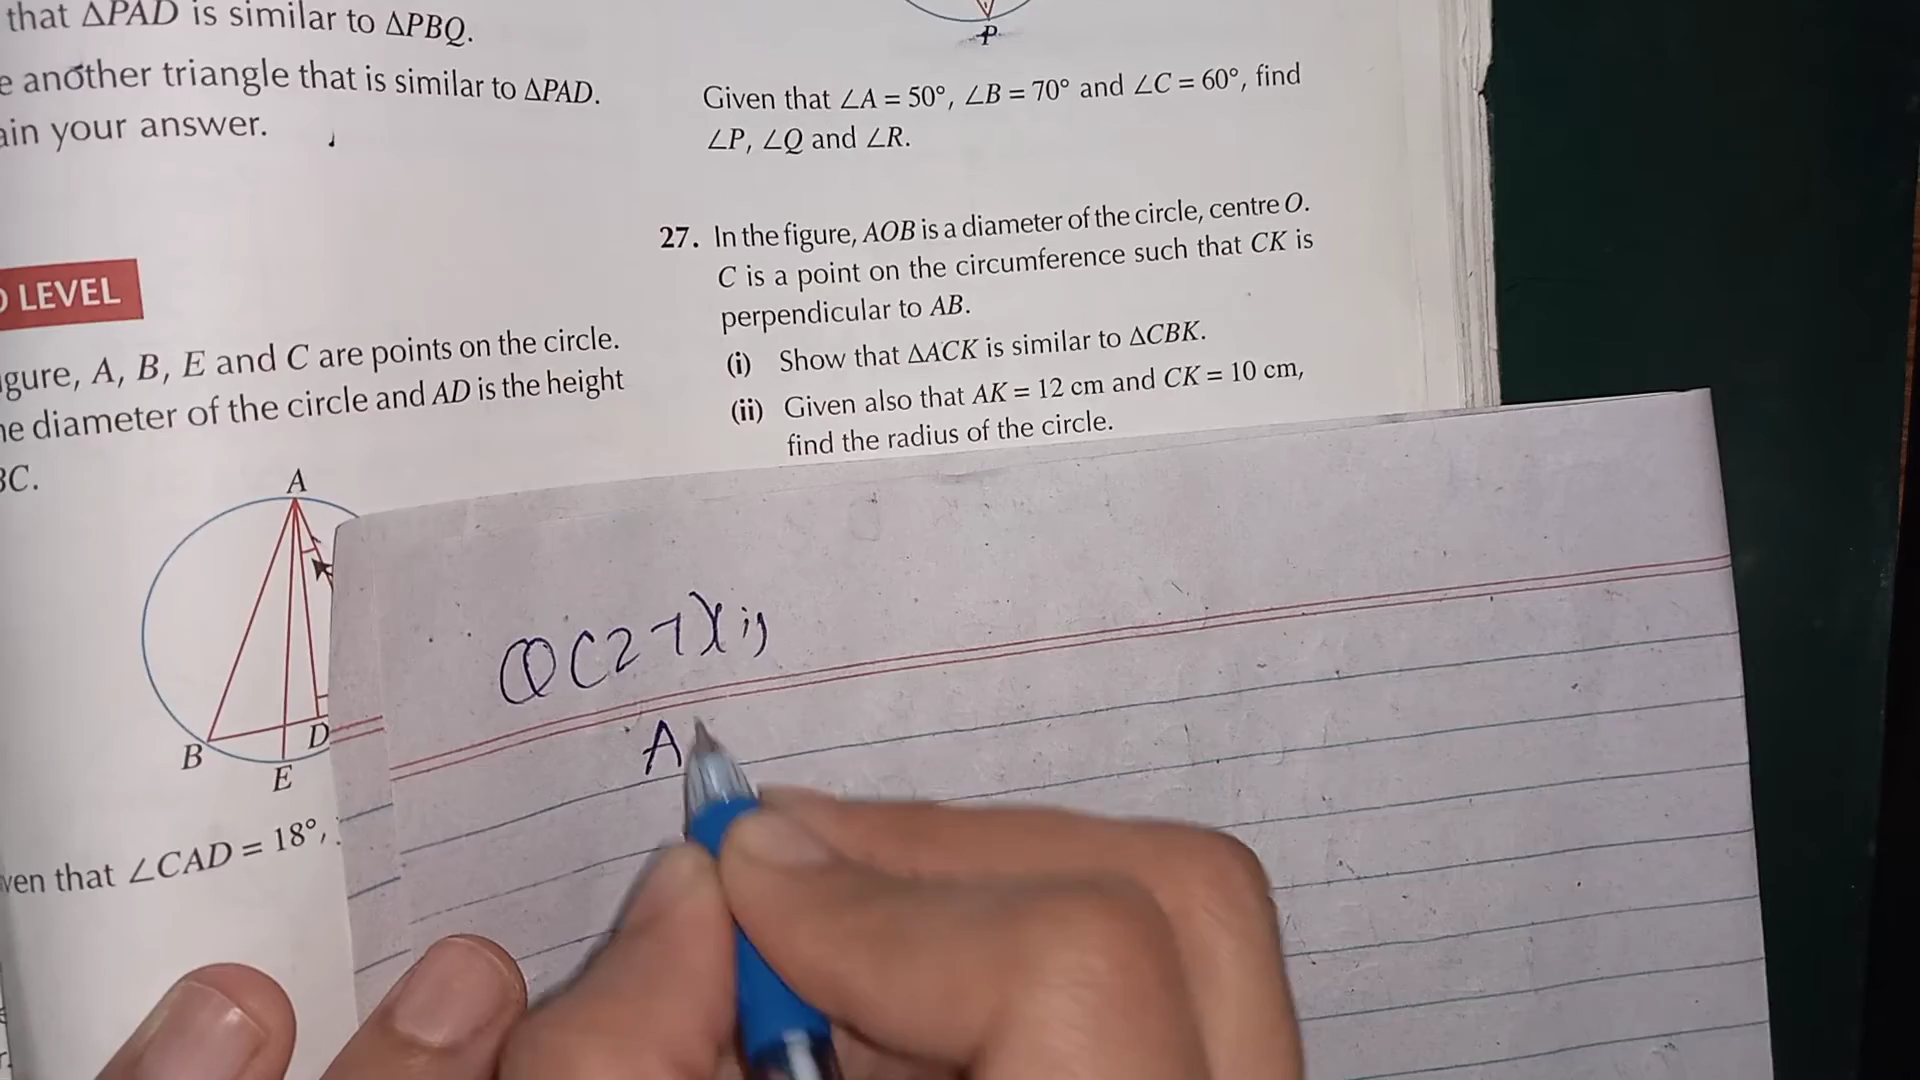 that ΔPAD is similar to ΔPBQ.
another triangle that is similar to ΔPAD.
your answer.
LEVEL
A, B, E and C are points on the circle.
diameter of the circle and AD is the height
BC.
A
B
D
E
that ∠CAD = 18°,
P
Given that ∠A = 50°, ∠B = 70° and ∠C = 60°, find
∠P, ∠Q and ∠R.
27. In the figure, AOB is a diameter of the circle, centre O.
C is a point on the circumference such that CK is
perpendicular to AB.
(i) Show that ΔACK is similar to ΔCBK.
(ii) Given also that AK = 12 cm and CK = 10 cm,
find the radius of the circle.
Q(27)(i)
A